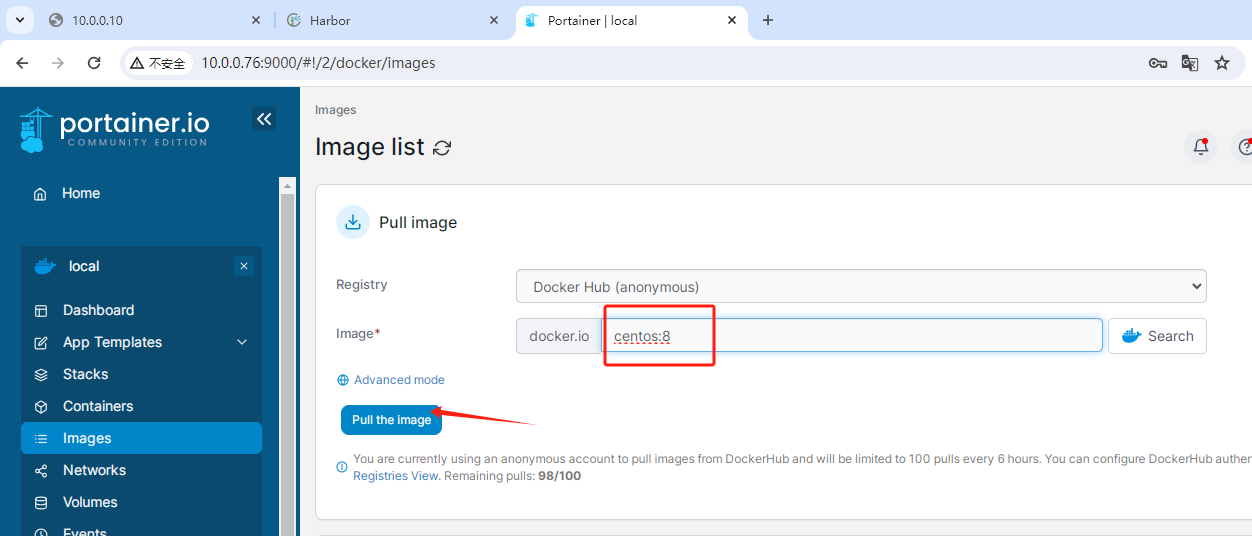 10.0.0.10
Harbor
Portainer | local
不安全
10.0.0.76:9000/#!/2/docker/images
portainer.io
COMMUNITY EDITION
Home
local
Dashboard
App Templates
Stacks
Containers
Images
Networks
Volumes
Events
Images
Image list
Pull image
Registry
Docker Hub (anonymous)
Image*
docker.io
centos:8
Search
Advanced mode
Pull the image
You are currently using an anonymous account to pull images from DockerHub and will be limited to 100 pulls every 6 hours. You can configure DockerHub
Registries View. Remaining pulls: 98/100